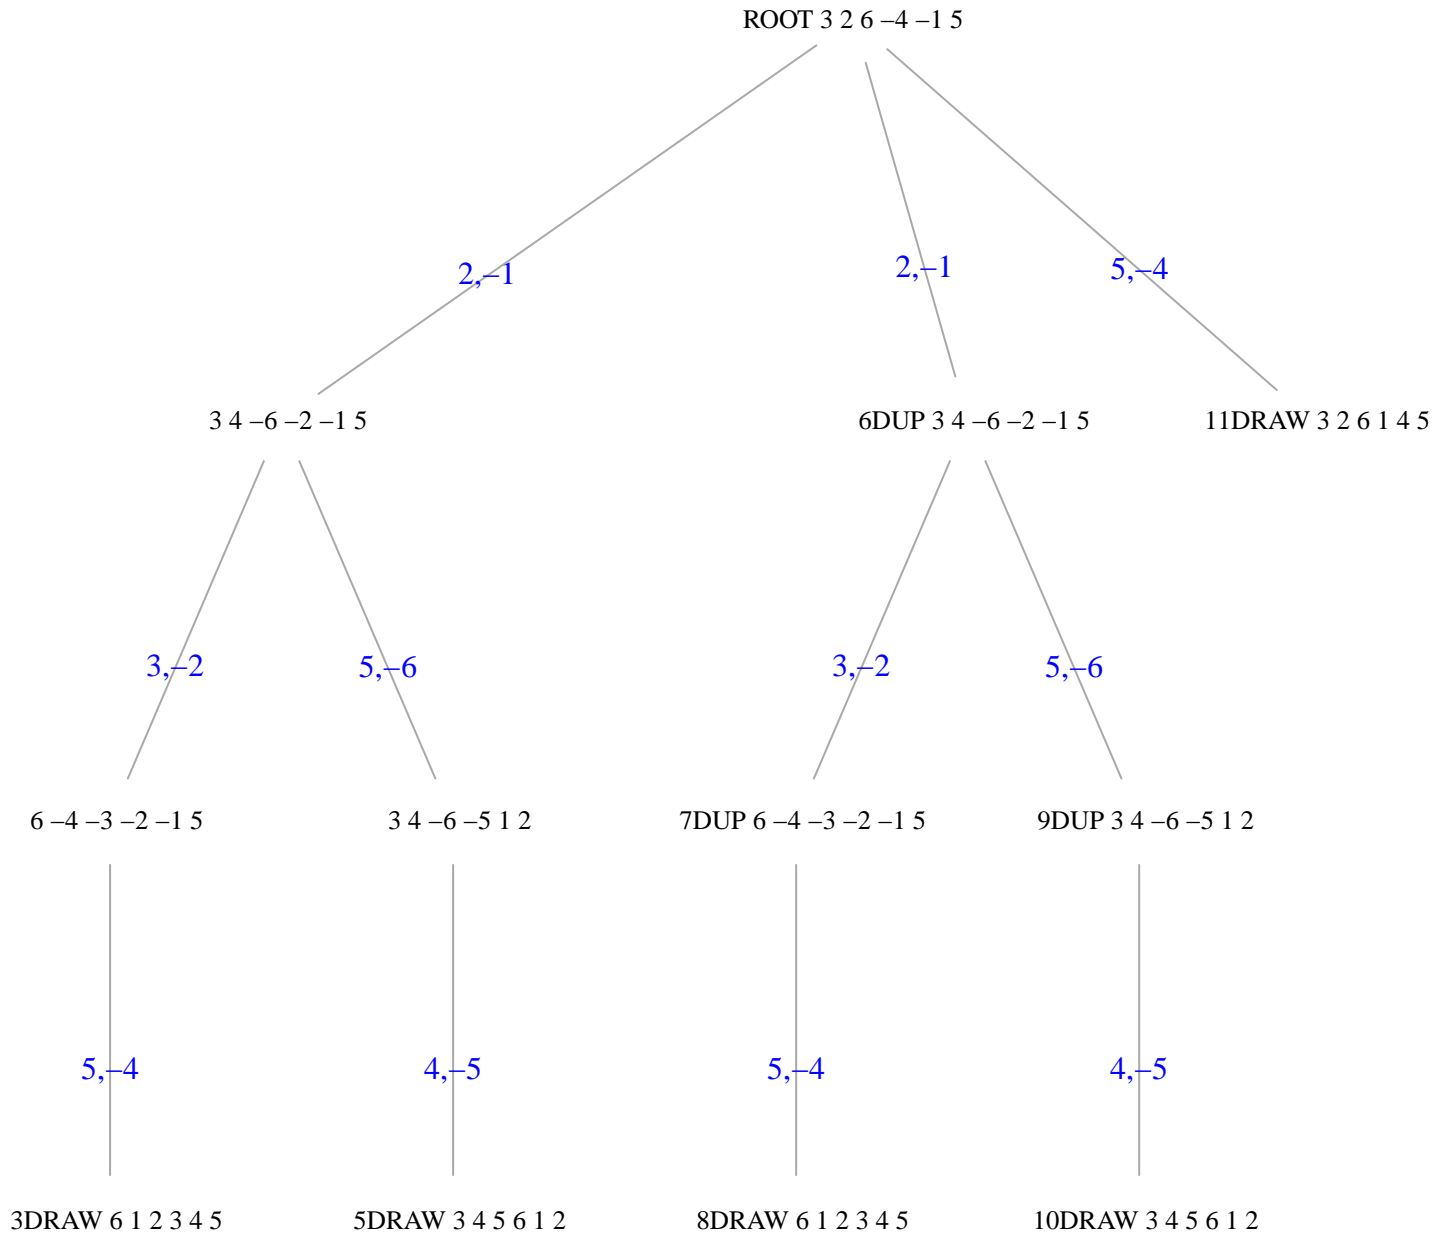 ROOT 3 2 6 –4 –1 5
2,–1
2,–1
5,–4
3 4 –6 –2 –1 5
6DUP 3 4 –6 –2 –1 5
11DRAW 3 2 6 1 4 5
3,–2
5,–6
3,–2
5,–6
6 –4 –3 –2 –1 5
3 4 –6 –5 1 2
7DUP 6 –4 –3 –2 –1 5
9DUP 3 4 –6 –5 1 2
5,–4
4,–5
5,–4
4,–5
3DRAW 6 1 2 3 4 5
5DRAW 3 4 5 6 1 2
8DRAW 6 1 2 3 4 5
10DRAW 3 4 5 6 1 2